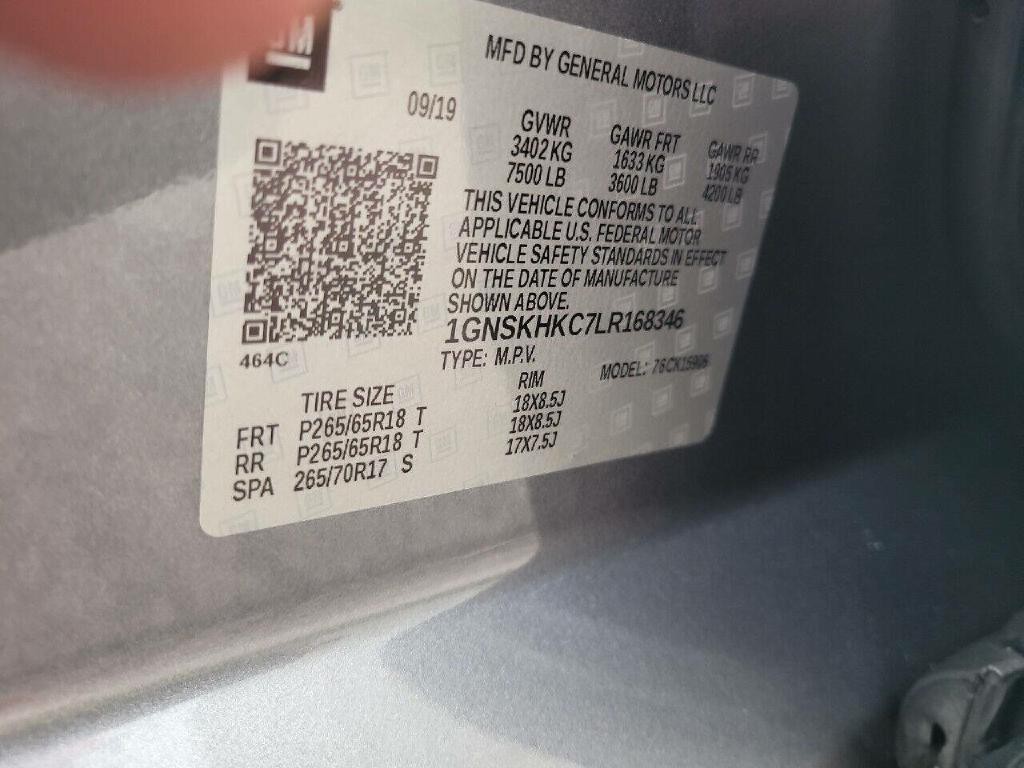 GM
MFD BY GENERAL MOTORS LLC
09/19
GVWR GAWR FRT GAWR RR
3402 KG 1633 KG 1905 KG
7500 LB 3600 LB 4200 LB
THIS VEHICLE CONFORMS TO ALL
APPLICABLE U.S. FEDERAL MOTOR
VEHICLE SAFETY STANDARDS IN EFFECT
ON THE DATE OF MANUFACTURE
SHOWN ABOVE.
1GNSKHKC7LR168346
464C
TYPE: M.P.V. MODEL: 76CK15906
TIRE SIZE RIM
FRT P265/65R18 T 18X8.5J
RR P265/65R18 T 18X8.5J
SPA 265/70R17 S 17X7.5J